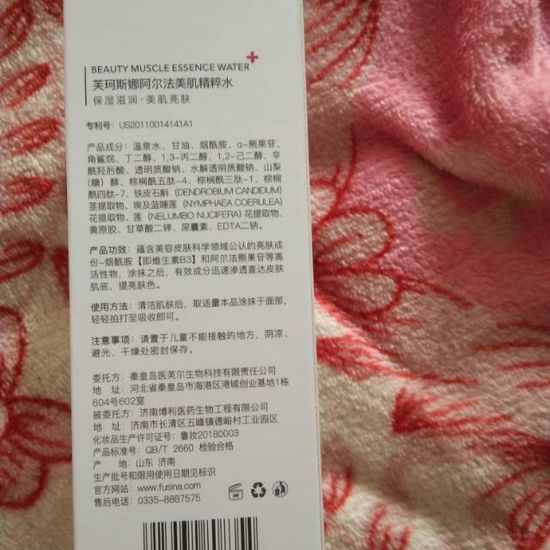 BEAUTY MUSCLE ESSENCE WATER
芙珂斯娜阿尔法美肌精粹水
保湿滋润·美肌亮肤
专利号：US20110014141A1
产品成分：温泉水、甘油、烟酰胺、α-熊果苷、
角鲨烷、丁二醇、1,3-丙二醇、1,2-己二醇、辛
酰羟肟酸、透明质酸钠、水解透明质酸钠、山梨
（糖）醇、棕榈酰五肽-4、棕榈酰三肽-1、棕榈
酰四肽-7、铁皮石斛（DENDROBIUM CANDIDUM）
茎提取物、埃及蓝睡莲（NYMPHAEA COERULEA）
花提取物、莲（NELUMBO NUCIFERA）花提取物、
黄原胶、甘草酸二钾、尿囊素、EDTA二钠。
产品功效：蕴含美容皮肤科学领域公认的亮肤成
份-烟酰胺【即维生素B3】和阿尔法熊果苷等高
活性物，涂抹之后，有效成分迅速渗透直达皮肤
肌底，提亮肤色。
使用方法：清洁肌肤后，取适量本品涂抹于面部，
轻轻拍打至吸收即可。
注意事项：请置于儿童不能接触的地方，阴凉、
避光、干燥处密封保存。
委托方：秦皇岛医美尔生物科技有限责任公司
地 址：河北省秦皇岛市海港区港城创业基地1栋
604号602室
被委托方：济南博利医药生物工程有限公司
地 址：济南市长清区五峰镇德峪村工业园区
化妆品生产许可证号：鲁妆20180003
产品标准号：QB/T 2660 检验合格
产 地：山东 济南
生产批号和限用使用日期见标识
官方网站：www.fusina.com
售后电话：0335-8887575